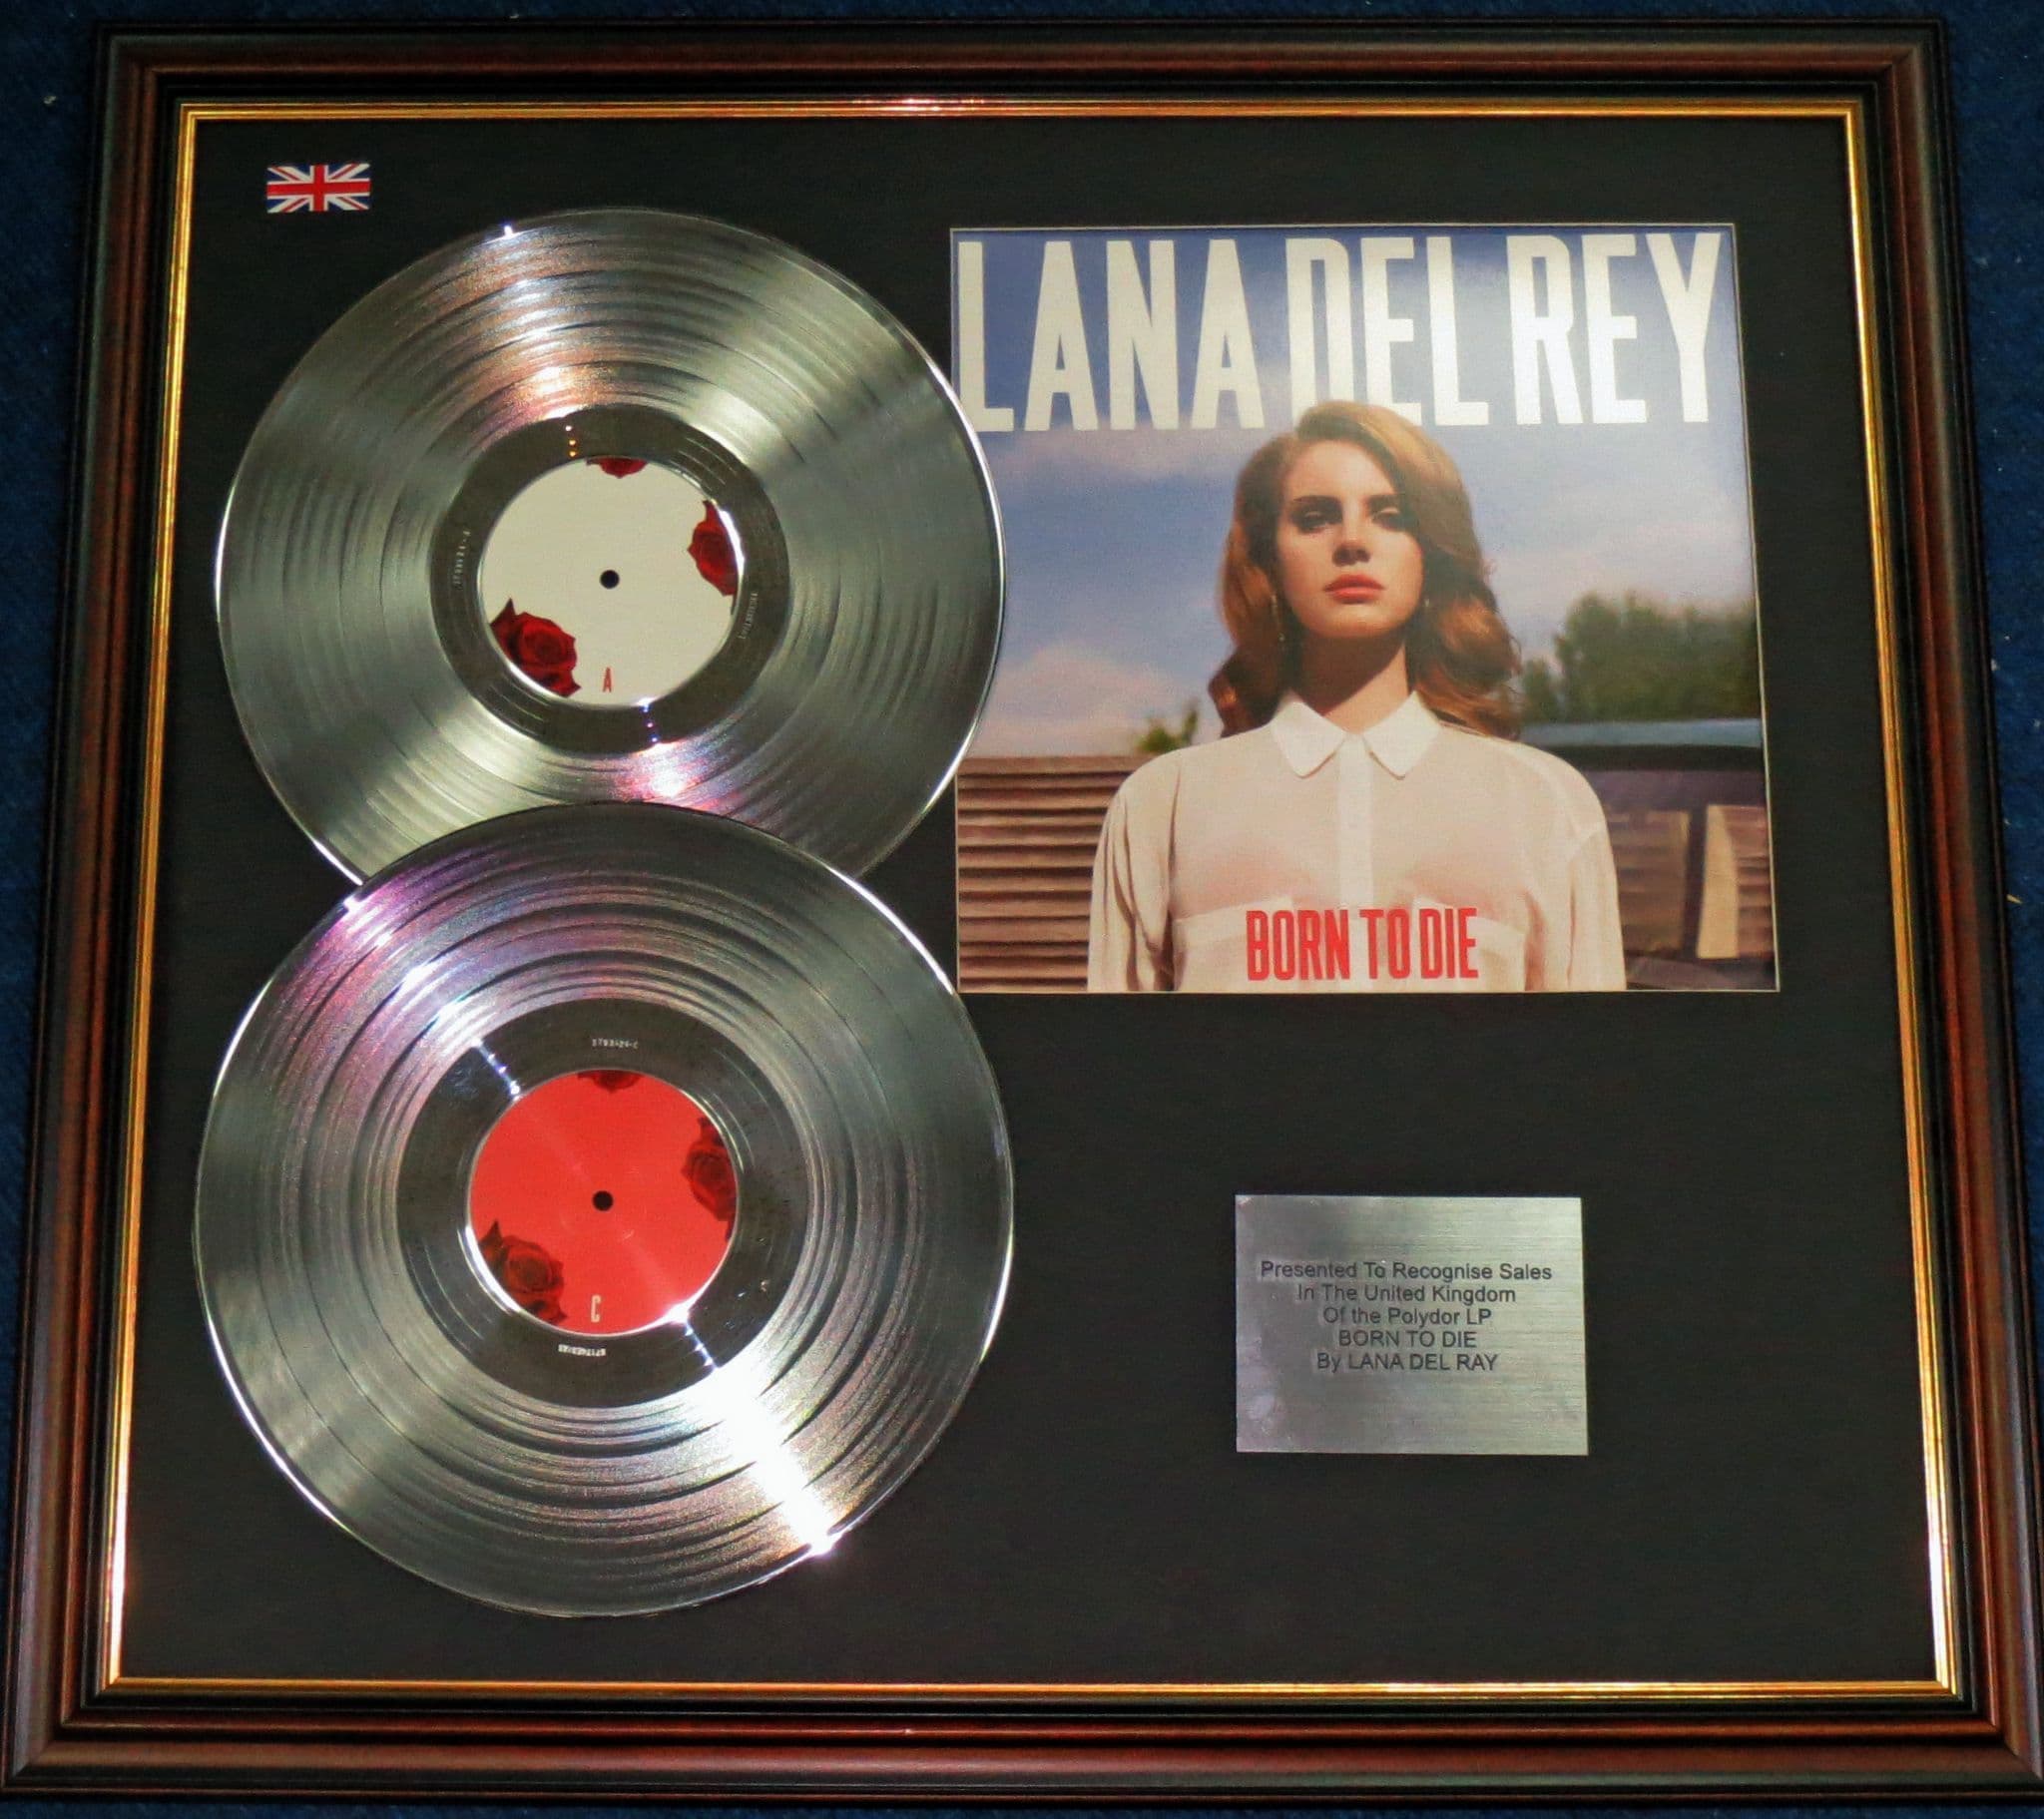 LANA DEL REY
A
BORN TO DIE
C
Presented To Recognise Sales
In The United Kingdom
Of the Polydor LP
BORN TO DIE
By LANA DEL RAY